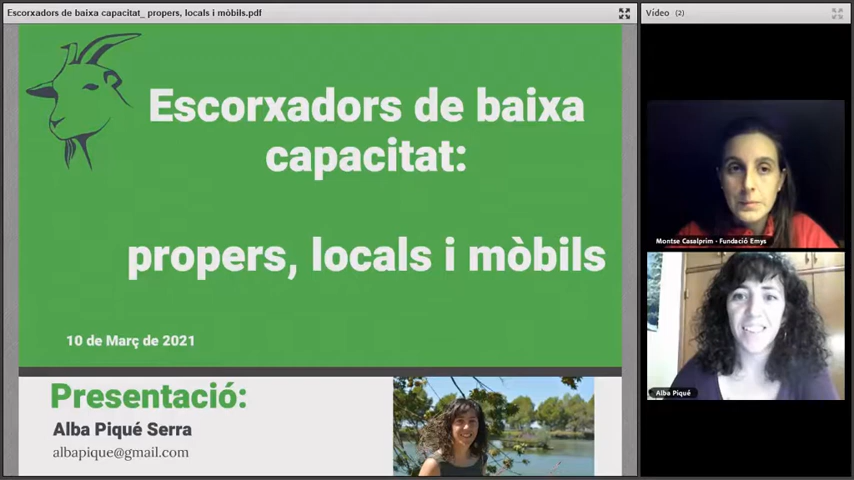 Escorxadors de baixa capacitat_ propers, locals i mòbils.pdf
Vídeo (2)
Escorxadors de baixa
capacitat:
propers, locals i mòbils
10 de Març de 2021
Presentació:
Alba Piqué Serra
albapique@gmail.com
Montse Casalprim - Fundació Emys
Alba Piqué